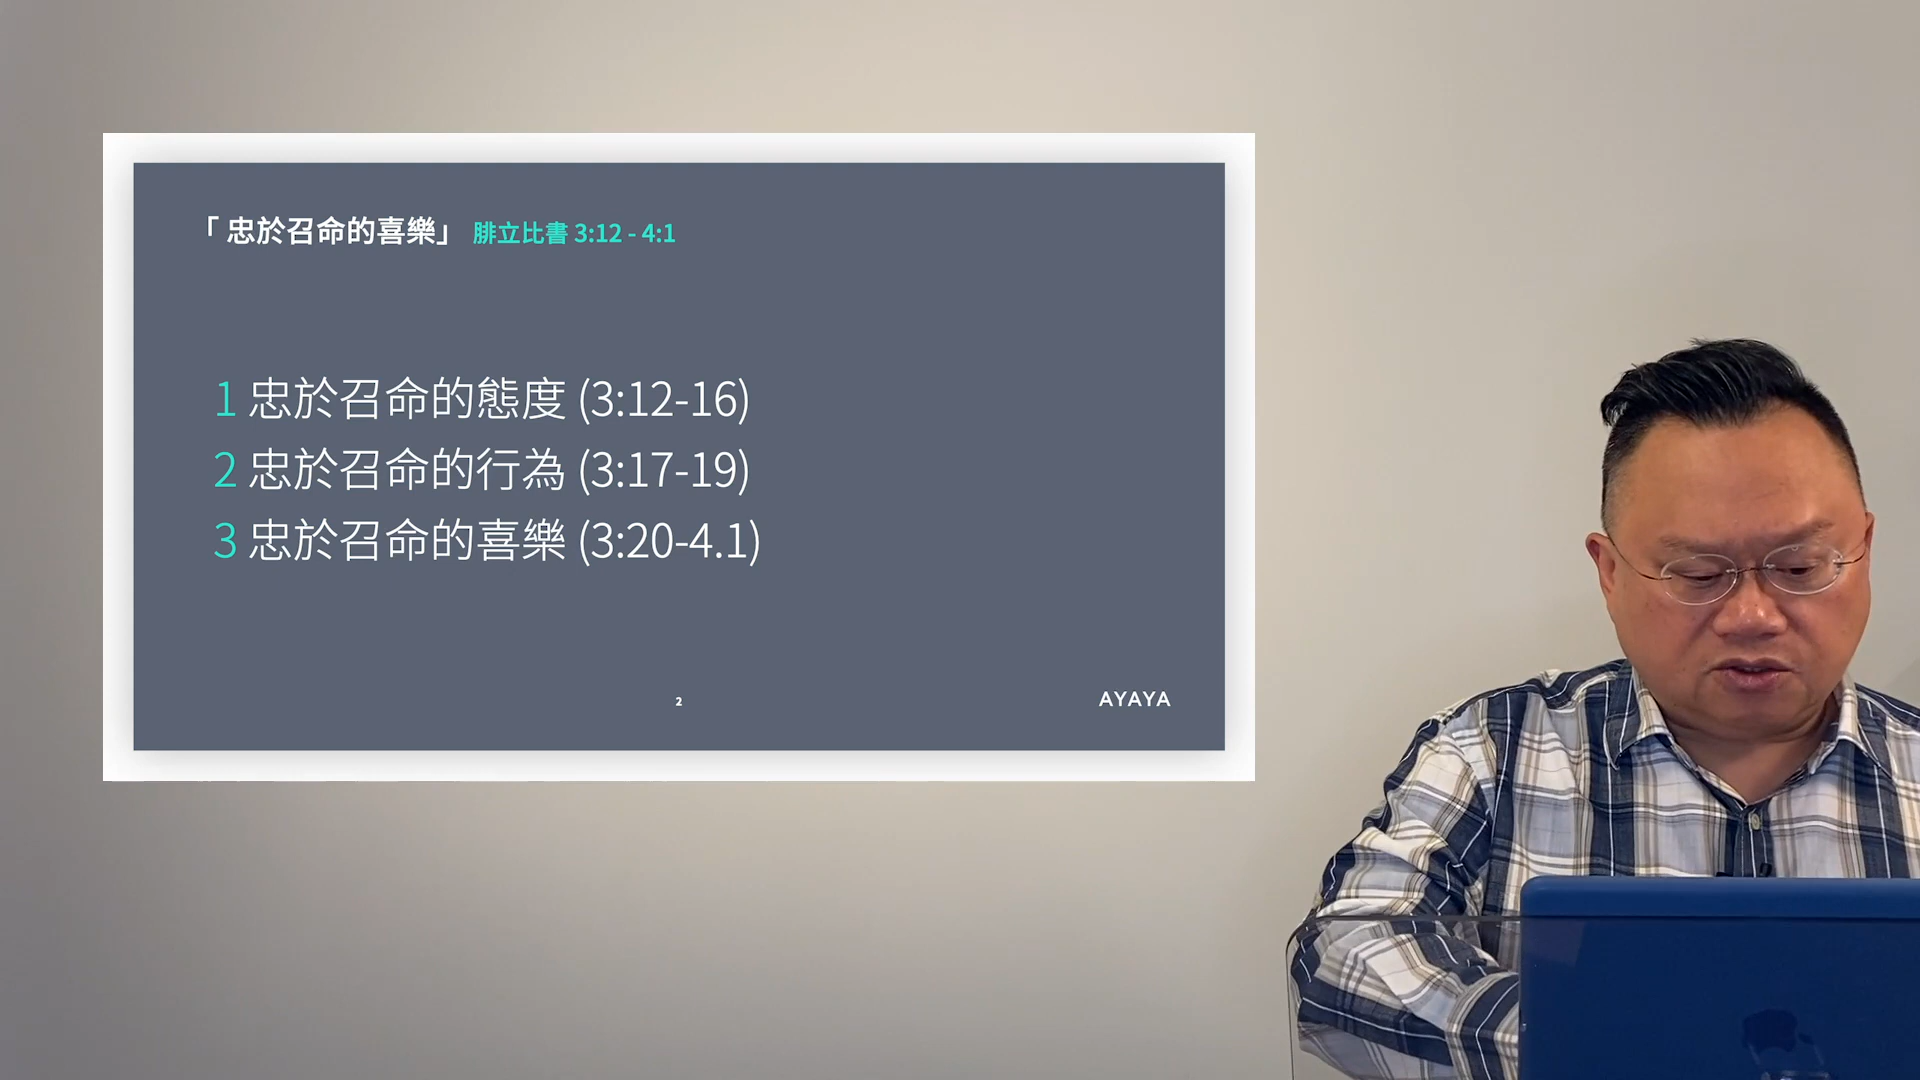 「 忠於召命的喜樂」 腓立比書 3:12 - 4:1
1 忠於召命的態度 (3:12-16)
2 忠於召命的行為 (3:17-19)
3 忠於召命的喜樂 (3:20-4.1)
2
AYAYA